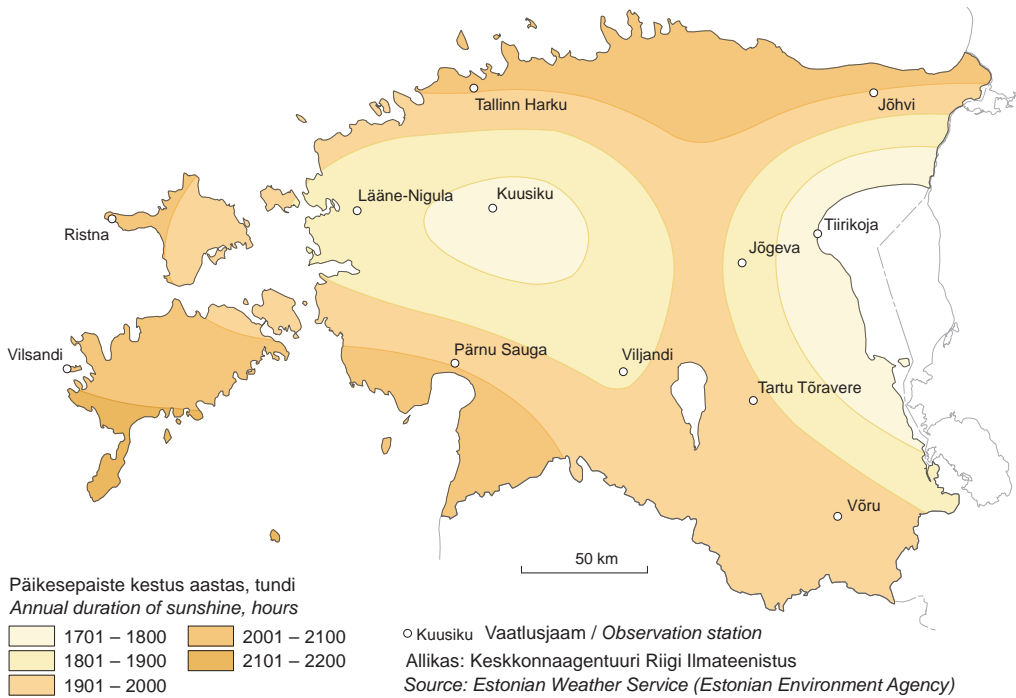 Tallinn Harku
Jõhvi
Lääne-Nigula
Kuusiku
Ristna
Tiirikoja
Jõgeva
Vilsandi
Pärnu Sauga
Viljandi
Tartu Tõravere
Võru
50 km
Päikesepaiste kestus aastas, tundi
Annual duration of sunshine, hours
1701 – 1800
2001 – 2100
1801 – 1900
2101 – 2200
1901 – 2000
Kuusiku Vaatlusjaam / Observation station
Allikas: Keskkonnaagentuuri Riigi Ilmateenistus
Source: Estonian Weather Service (Estonian Environment Agency)